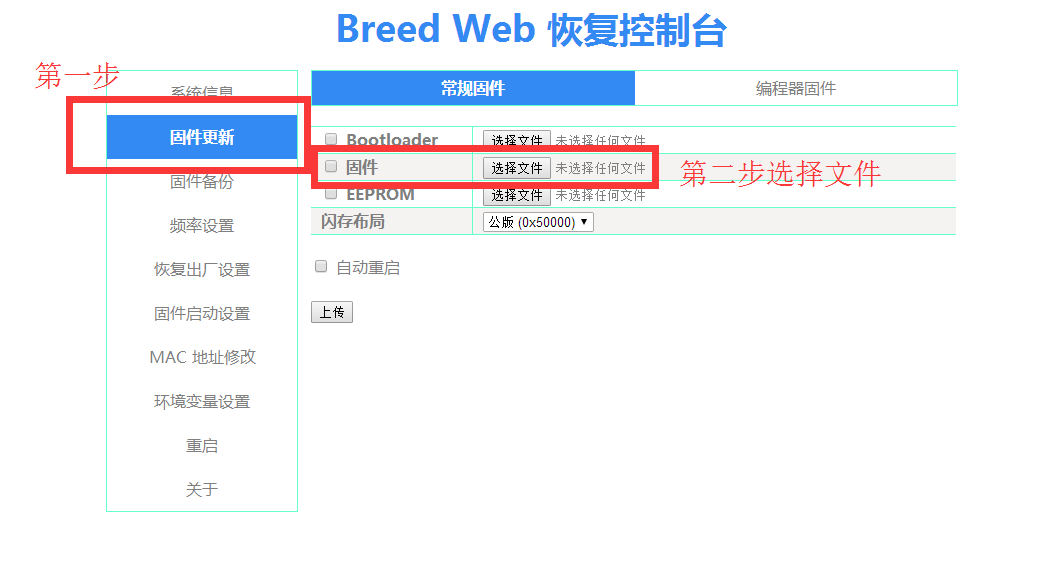 Breed Web 恢复控制台
第一步
系统信息
固件更新
固件备份
频率设置
恢复出厂设置
固件启动设置
MAC 地址修改
环境变量设置
重启
关于
常规固件 编程器固件
Bootloader 选择文件 未选择任何文件
固件 选择文件 未选择任何文件 第二步选择文件
EEPROM 选择文件 未选择任何文件
闪存布局 公版 (0x50000)
自动重启
上传